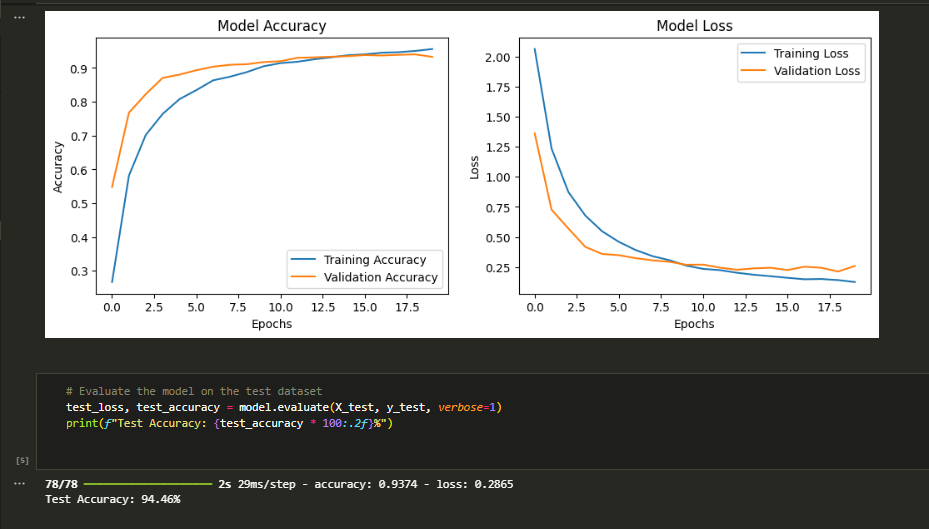 ...
Model Accuracy
0.9
0.8
0.7
0.6
0.5
0.4
0.3
Accuracy
Training Accuracy
Validation Accuracy
0.0 2.5 5.0 7.5 10.0 12.5 15.0 17.5
Epochs
Model Loss
2.00
1.75
1.50
1.25
1.00
0.75
0.50
0.25
Loss
Training Loss
Validation Loss
0.0 2.5 5.0 7.5 10.0 12.5 15.0 17.5
Epochs
# Evaluate the model on the test dataset
test_loss, test_accuracy = model.evaluate(X_test, y_test, verbose=1)
print(f"Test Accuracy: {test_accuracy * 100:.2f}%")
[5]
...
78/78 2s 29ms/step - accuracy: 0.9374 - loss: 0.2865
Test Accuracy: 94.46%